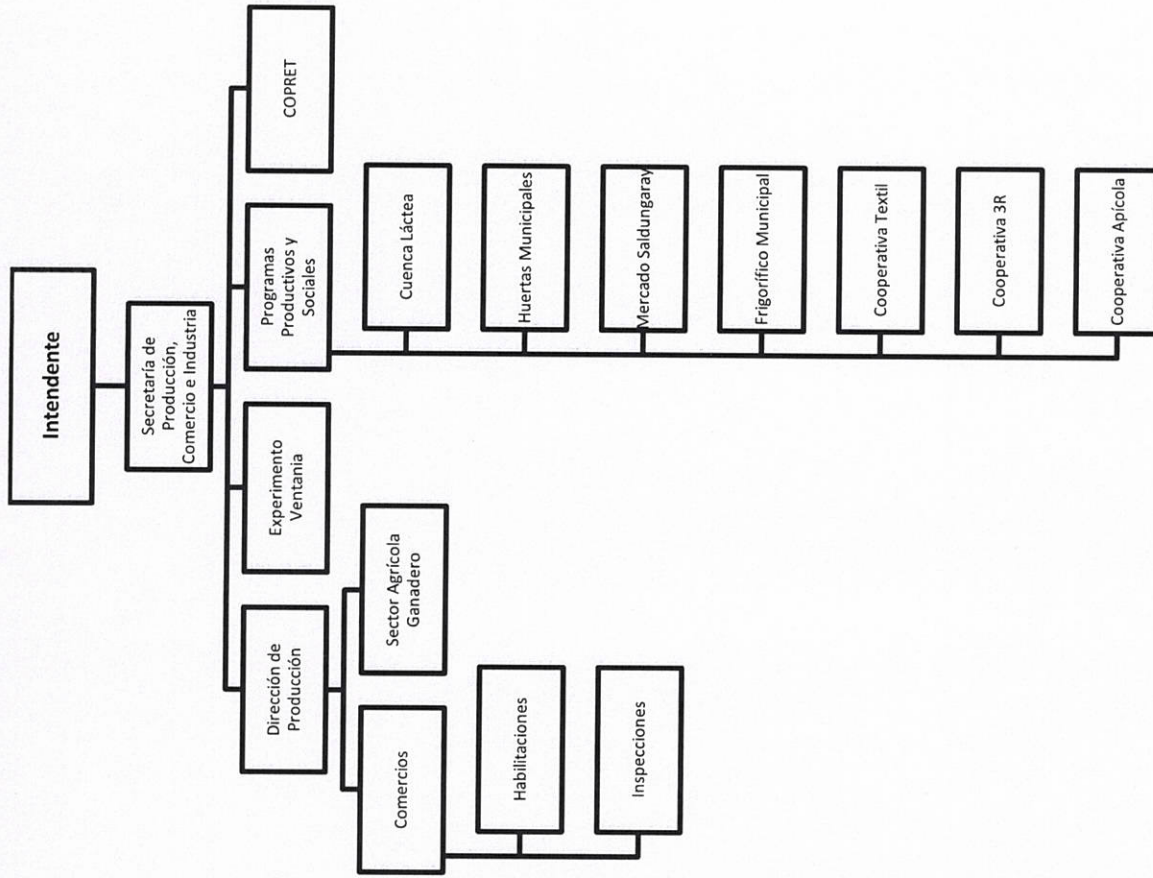 Intendente
Secretaría de
Producción,
Comercio e Industria
Dirección de
Producción
Experimento
Ventania
Programas
Productivos y
Sociales
COPRET
Comercios
Sector Agrícola
Ganadero
Habilitaciones
Inspecciones
Cuenca Láctea
Huertas Municipales
Mercado Saldungaray
Frigorífico Municipal
Cooperativa Textil
Cooperativa 3R
Cooperativa Apícola